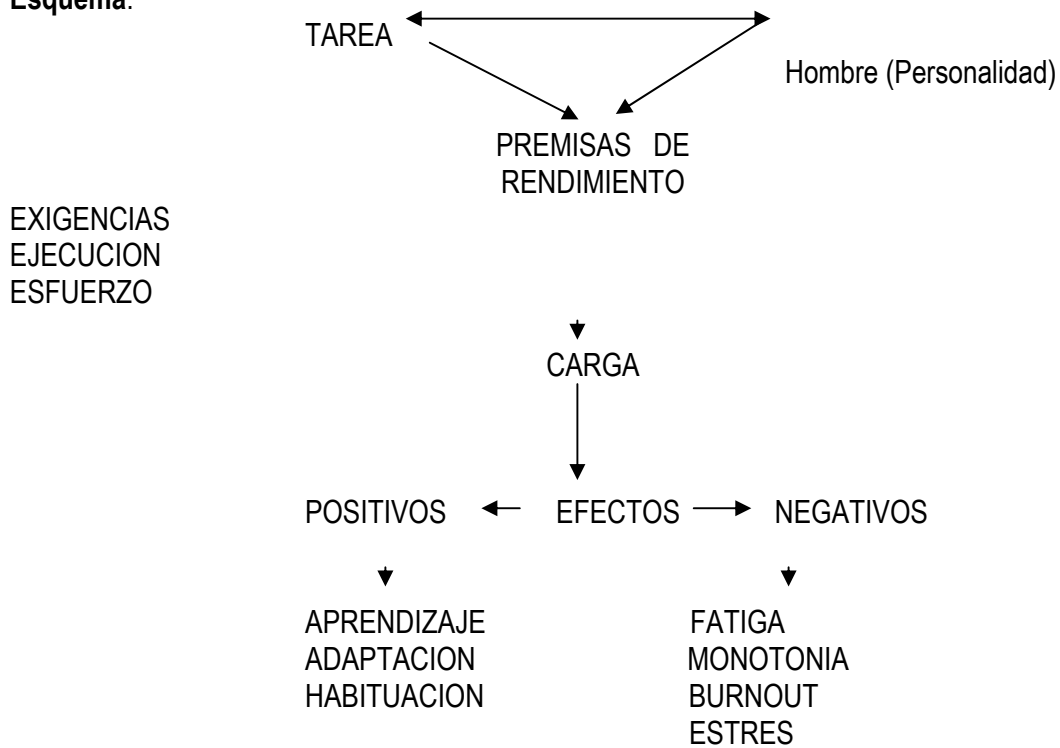 Esquema:
TAREA
Hombre (Personalidad)
PREMISAS DE
RENDIMIENTO
EXIGENCIAS
EJECUCION
ESFUERZO
CARGA
POSITIVOS EFECTOS NEGATIVOS
APRENDIZAJE FATIGA
ADAPTACION MONOTONIA
HABITUACION BURNOUT
ESTRES